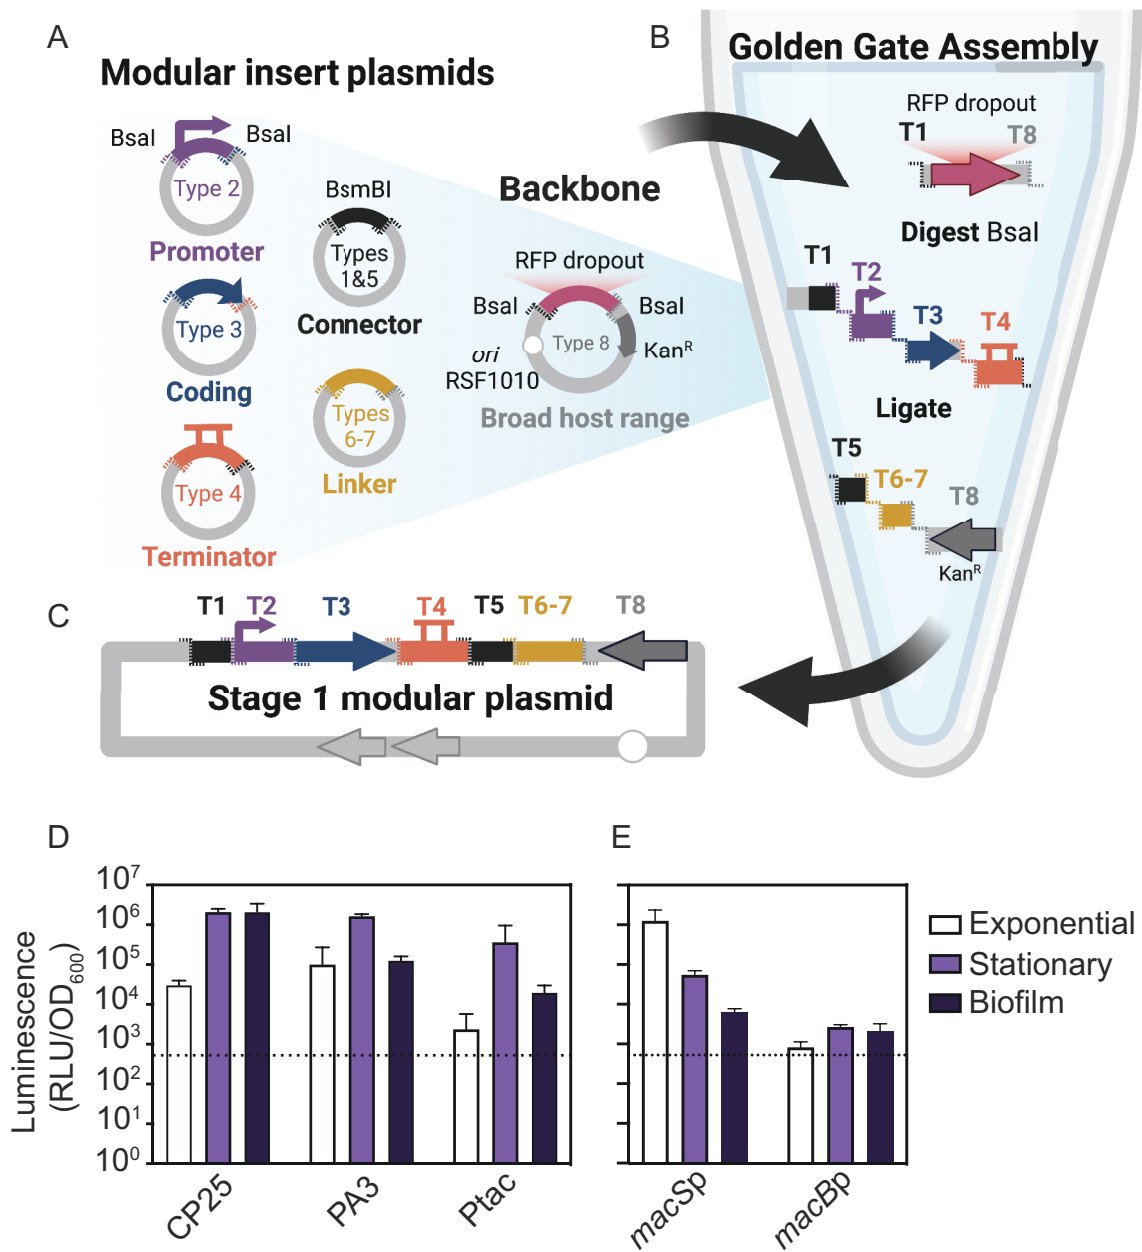 A
Modular insert plasmids
BsaI
BsaI
Type 2
Promoter
Type 3
Coding
Type 4
Terminator
BsmBI
Types
1&5
Connector
Types
6-7
Linker
Backbone
RFP dropout
BsaI
BsaI
Type 8
KanR
ori
RSF1010
Broad host range
B
Golden Gate Assembly
RFP dropout
T1
T8
Digest BsaI
T1
T2
T3
T4
Ligate
T5
T6-7
T8
KanR
C
T1 T2 T3 T4 T5 T6-7 T8
Stage 1 modular plasmid
D
Luminescence
(RLU/OD600)
10^7
10^6
10^5
10^4
10^3
10^2
10^1
10^0
CP25
PA3
Ptac
E
macSp
macBp
Exponential
Stationary
Biofilm